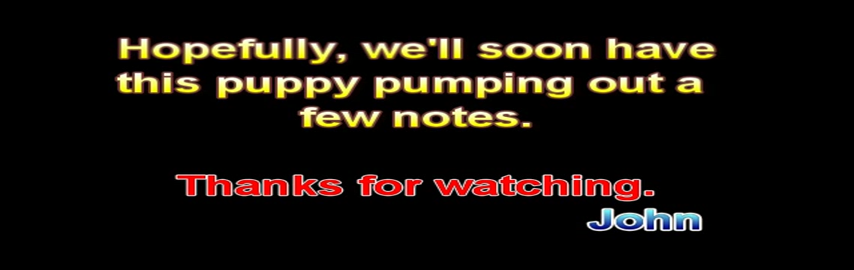 Hopefully, we'll soon have
this puppy pumping out a
few notes.
Thanks for watching.
John